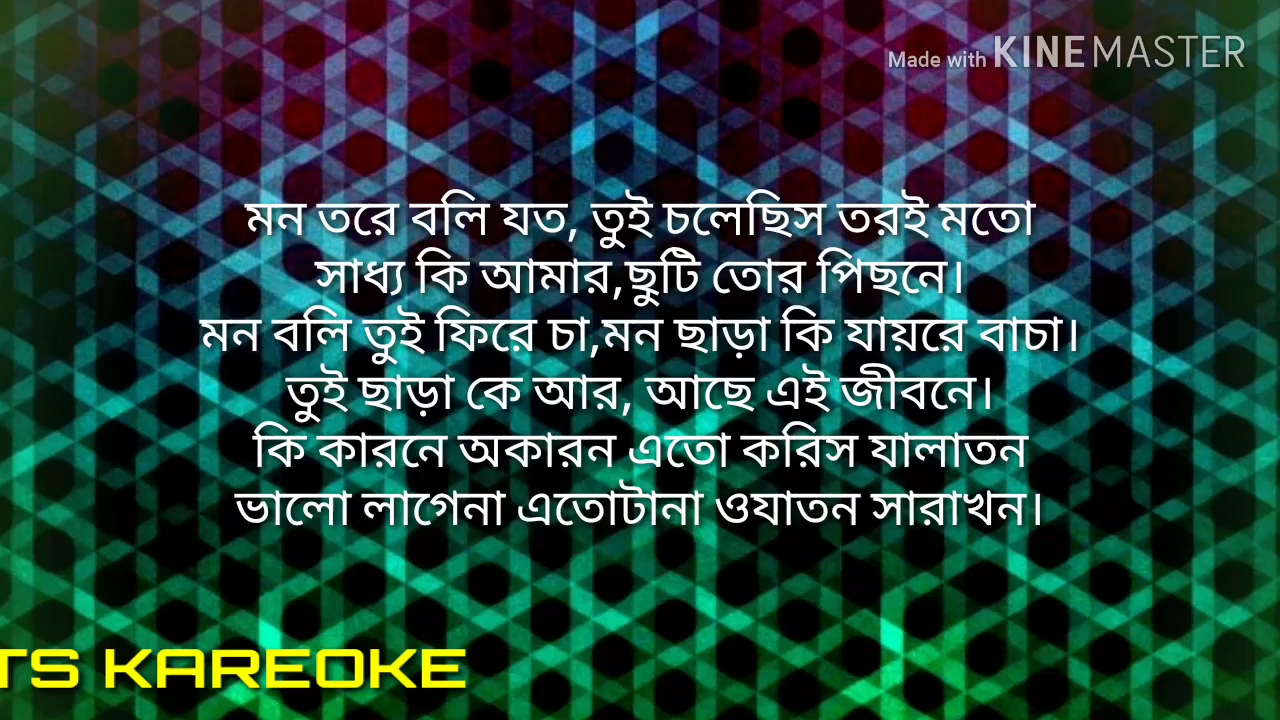 Made with KINEMASTER
মন তরে বলি যত, তুই চলেছিস তরই মতো
সাধ্য কি আমার,ছুটি তোর পিছনে।
মন বলি তুই ফিরে চা,মন ছাড়া কি যায়রে বাচা।
তুই ছাড়া কে আর, আছে এই জীবনে।
কি কারনে অকারন এতো করিস যালাতন
ভালো লাগেনা এতোটানা ওযাতন সারাখন।
TS KAREOKE